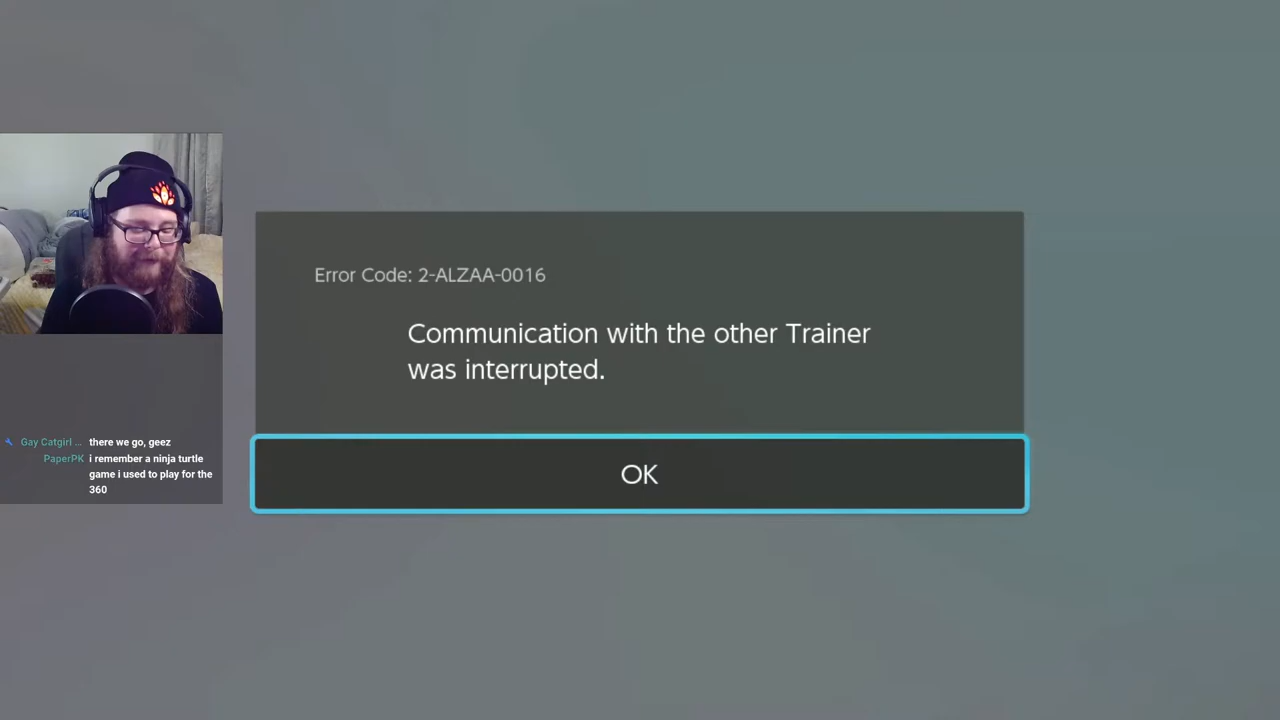 Error Code: 2-ALZAA-0016
Communication with the other Trainer
was interrupted.
OK
Gay Catgirl ... there we go, geez
PaperPK i remember a ninja turtle
game i used to play for the
360